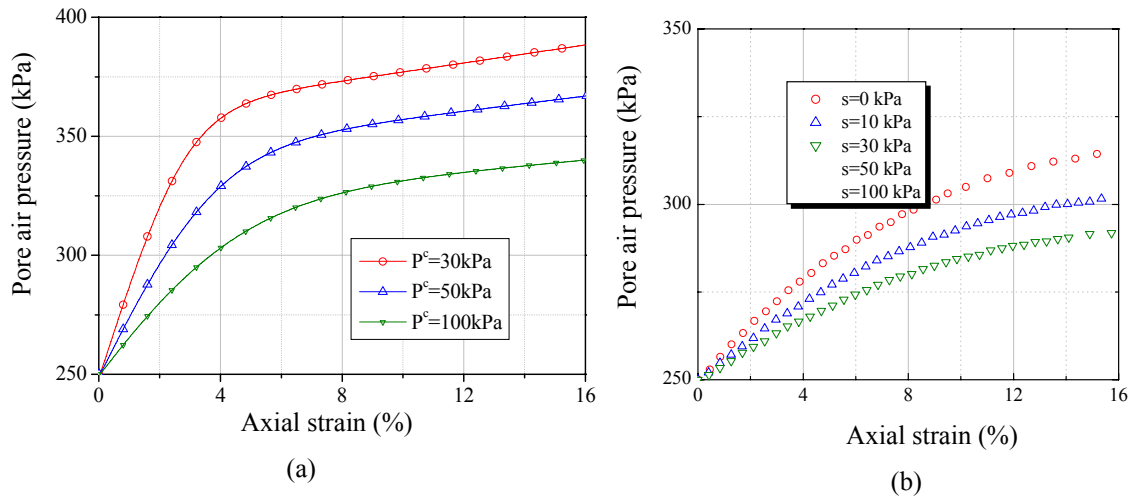 400
350
300
250
0
4
8
12
16
Pore air pressure (kPa)
Axial strain (%)
P^c=30kPa
P^c=50kPa
P^c=100kPa
(a)
350
300
250
0
4
8
12
16
Pore air pressure (kPa)
Axial strain (%)
s=0 kPa
s=10 kPa
s=30 kPa
s=50 kPa
s=100 kPa
(b)